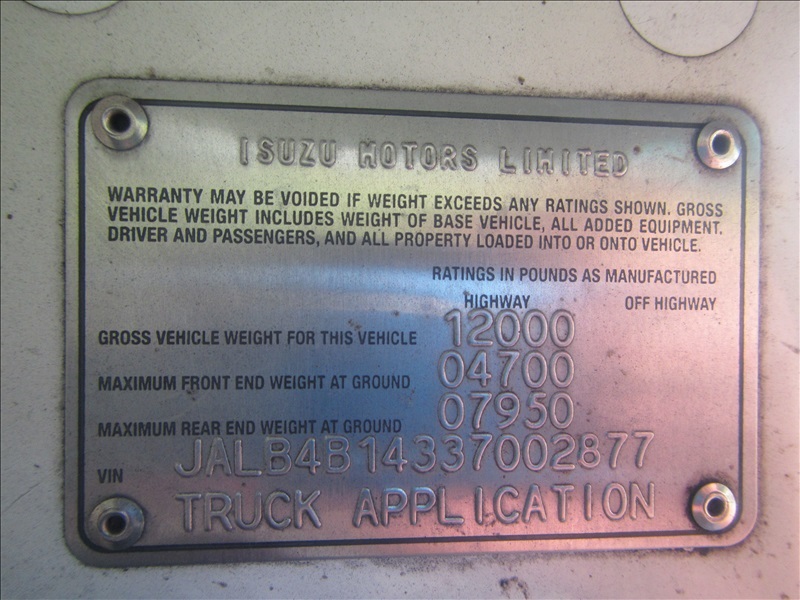 ISUZU MOTORS LIMITED
WARRANTY MAY BE VOIDED IF WEIGHT EXCEEDS ANY RATINGS SHOWN. GROSS
VEHICLE WEIGHT INCLUDES WEIGHT OF BASE VEHICLE, ALL ADDED EQUIPMENT.
DRIVER AND PASSENGERS, AND ALL PROPERTY LOADED INTO OR ONTO VEHICLE.
RATINGS IN POUNDS AS MANUFACTURED
HIGHWAY OFF HIGHWAY
GROSS VEHICLE WEIGHT FOR THIS VEHICLE 12000
MAXIMUM FRONT END WEIGHT AT GROUND 04700
MAXIMUM REAR END WEIGHT AT GROUND 07950
VIN JALB4B14337002877
TRUCK APPLICATION